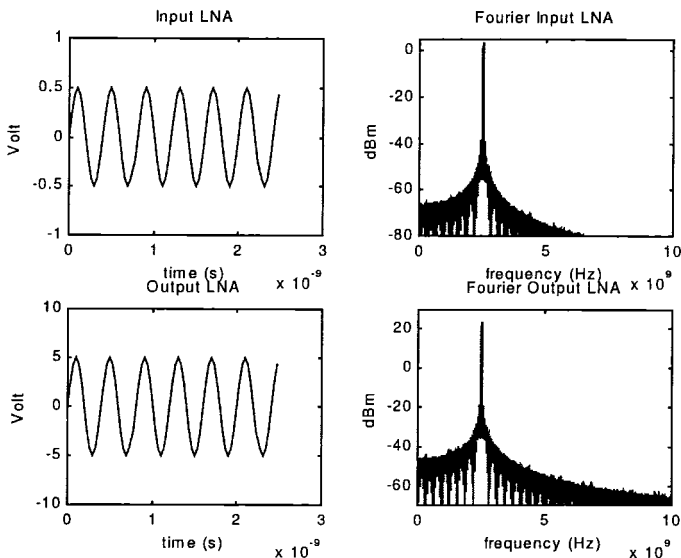 Input LNA
1
0.5
0
-0.5
-1
Volt
0 1 2 3
time (s)
x 10^-9
Fourier Input LNA
0
-20
-40
-60
-80
dBm
0 5 10
frequency (Hz)
x 10^9
Output LNA
10
5
0
-5
-10
Volt
0 1 2 3
time (s)
x 10^-9
Fourier Output LNA
20
0
-20
-40
-60
dBm
0 5 10
frequency (Hz)
x 10^9